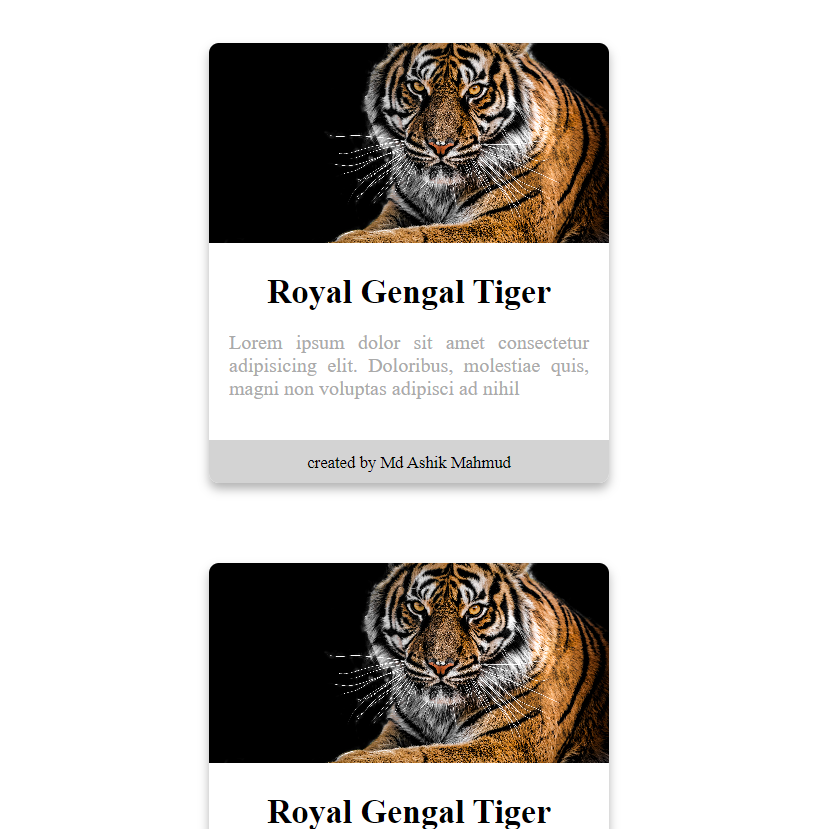 Royal Gengal Tiger
Lorem ipsum dolor sit amet consectetur
adipisicing elit. Doloribus, molestiae quis,
magni non voluptas adipisci ad nihil
created by Md Ashik Mahmud
Royal Gengal Tiger